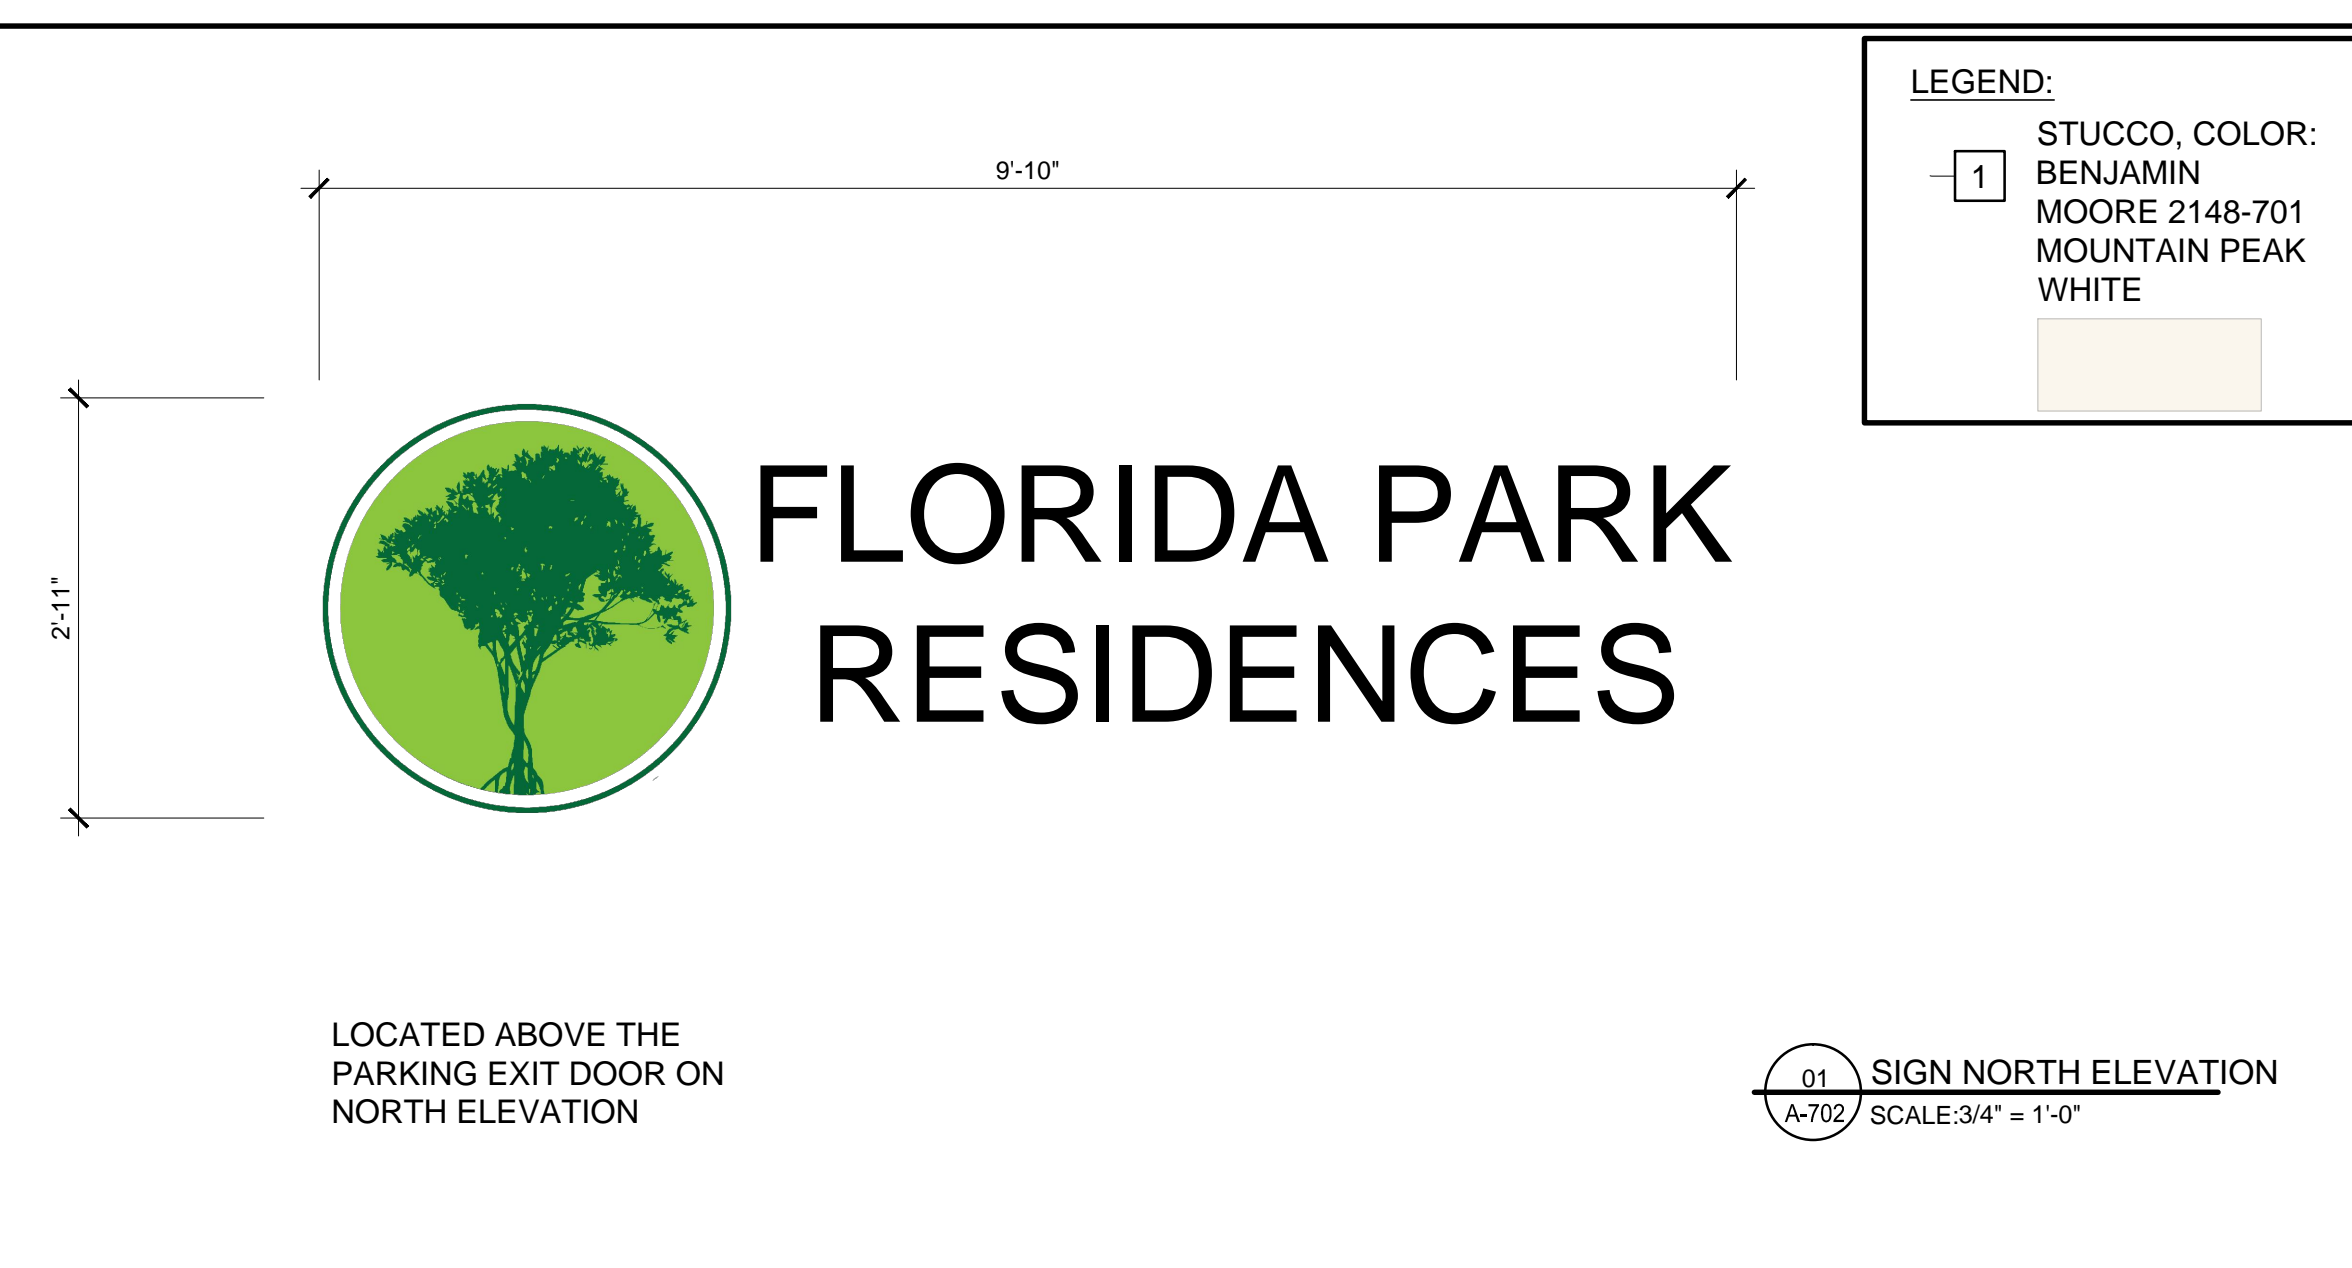 LEGEND:
1
STUCCO, COLOR:
BENJAMIN
MOORE 2148-701
MOUNTAIN PEAK
WHITE
9'-10"
2'-11"
FLORIDA PARK
RESIDENCES
LOCATED ABOVE THE
PARKING EXIT DOOR ON
NORTH ELEVATION
01
A-702
SIGN NORTH ELEVATION
SCALE:3/4" = 1'-0"